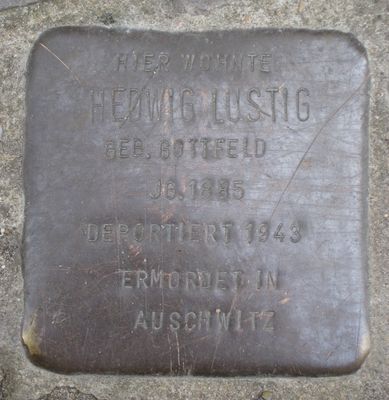 HIER WOHNTE
HEDWIG LUSTIG
GEB. GOTTFELD
JG. 1885
DEPORTIERT 1943
ERMORDET IN
AUSCHWITZ